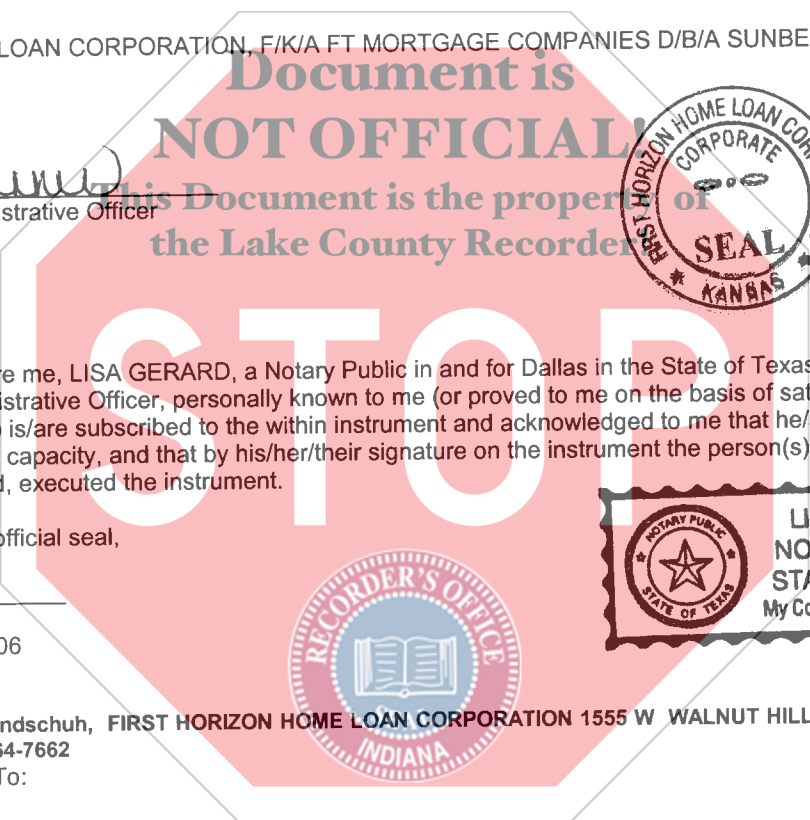 LOAN CORPORATION, F/K/A FT MORTGAGE COMPANIES D/B/A SUNBE
Document is
NOT OFFICIAL!
This Document is the property of
the Lake County Recorder!
strative Officer
FIRST HORIZON HOME LOAN COR
CORPORATE
SEAL
KANSAS
STOP
re me, LISA GERARD, a Notary Public in and for Dallas in the State of Texas
istrative Officer, personally known to me (or proved to me on the basis of sat
is/are subscribed to the within instrument and acknowledged to me that he/
capacity, and that by his/her/their signature on the instrument the person(s)
d, executed the instrument.
official seal,
NOTARY PUBLIC
STATE OF TEXAS
LI
NO
STA
My Co
RECORDER'S OFFICE
SEAL
INDIANA
06
ndschuh, FIRST HORIZON HOME LOAN CORPORATION 1555 W WALNUT HILL
64-7662
To: